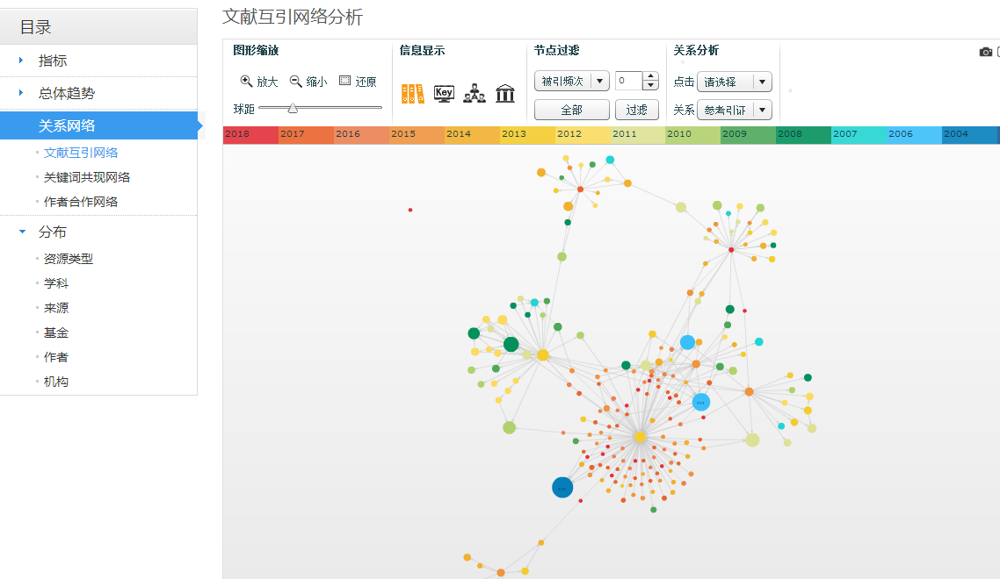 目录
指标
总体趋势
关系网络
文献互引网络
关键词共现网络
作者合作网络
分布
资源类型
学科
来源
基金
作者
机构
文献互引网络分析
图形缩放
放大 缩小 还原
球距
信息显示
Key
节点过滤
被引频次 0
全部 过滤
关系分析
点击 请选择
关系 参考引证
2018 2017 2016 2015 2014 2013 2012 2011 2010 2009 2008 2007 2006 2004
...
...